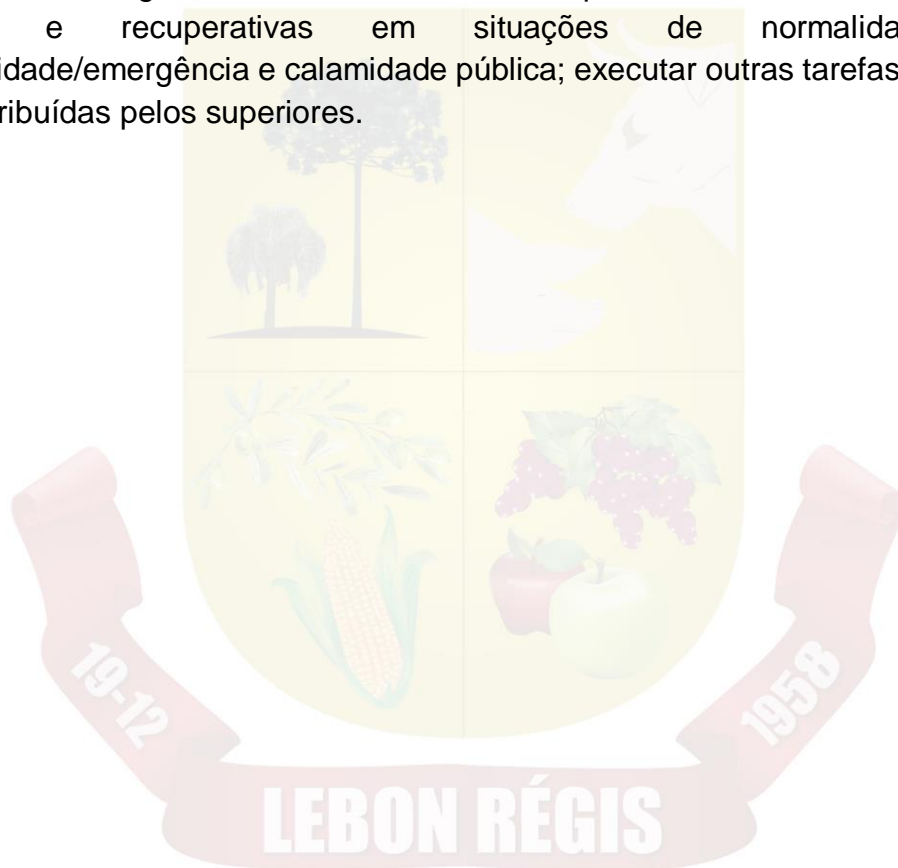 e recuperativas em situações de normalida
idade/emergência e calamidade pública; executar outras tarefas
ribuídas pelos superiores.
19-12
1958
LEBON RÉGIS